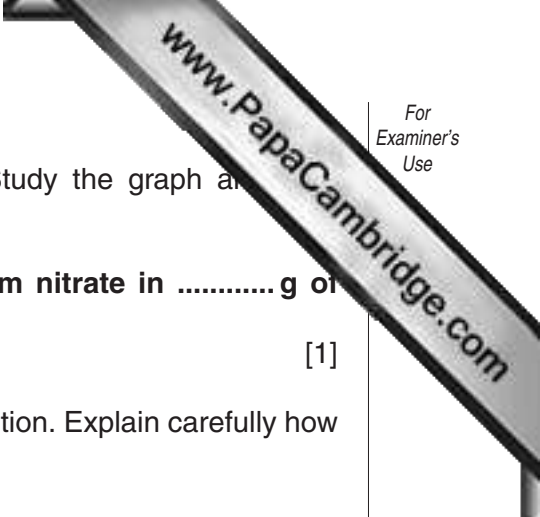 www.PapaCambridge.com
For
Examiner's
Use
Study the graph
m nitrate in ............ g of
[1]
tion. Explain carefully how